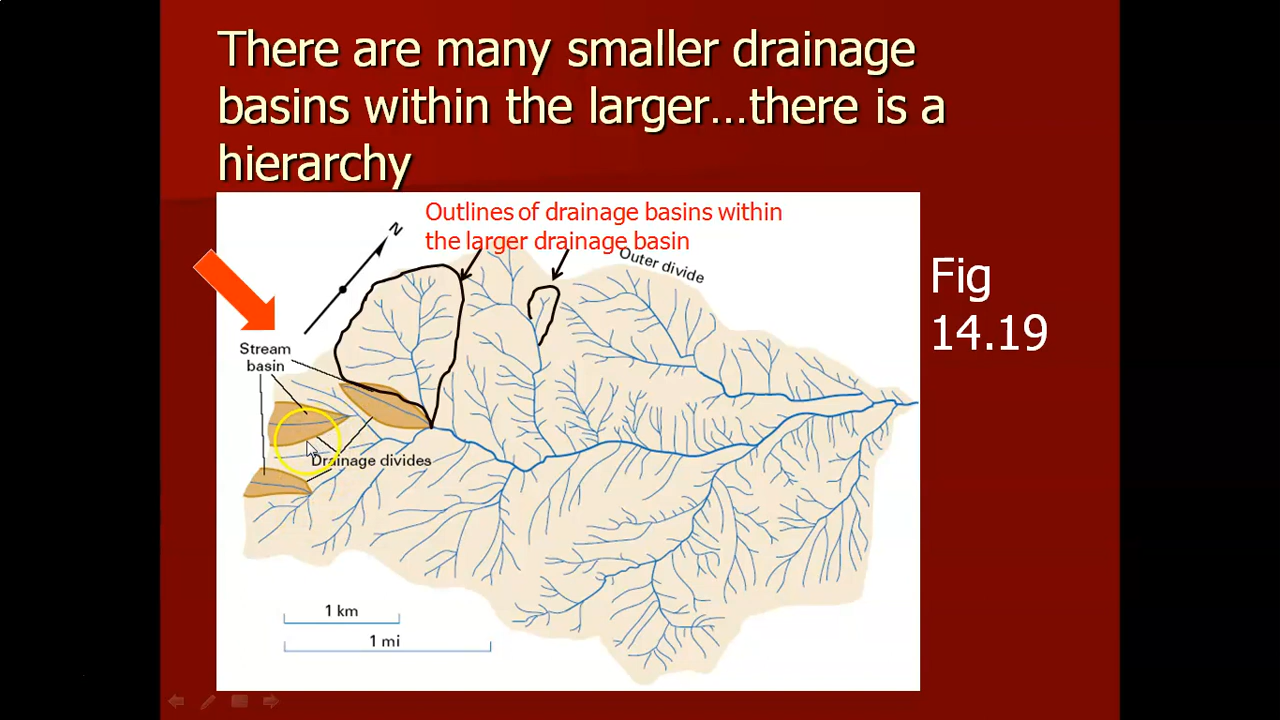 There are many smaller drainage
basins within the larger…there is a
hierarchy
Outlines of drainage basins within
the larger drainage basin
N
Outer divide
Fig
14.19
Stream
basin
Drainage divides
1 km
1 mi